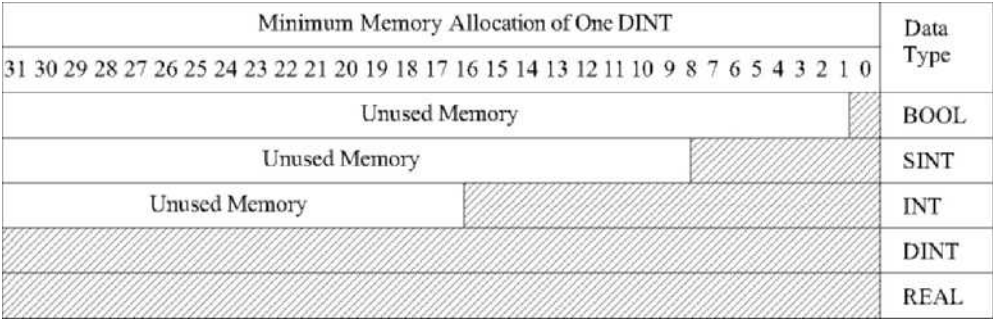 Minimum Memory Allocation of One DINT
Data
Type
31 30 29 28 27 26 25 24 23 22 21 20 19 18 17 16 15 14 13 12 11 10 9 8 7 6 5 4 3 2 1 0
Unused Memory BOOL
Unused Memory SINT
Unused Memory INT
DINT
REAL